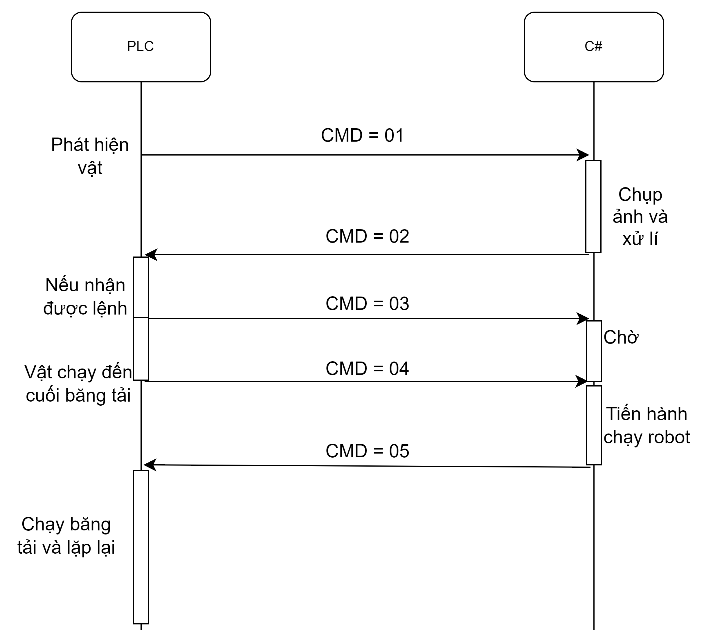 PLC
C#
CMD = 01
Phát hiện
vật
Chụp
ảnh và
xử lí
CMD = 02
Nếu nhận
được lệnh
CMD = 03
Chờ
Vật chạy đến
cuối băng tải
CMD = 04
Tiến hành
chạy robot
CMD = 05
Chạy băng
tải và lặp lại